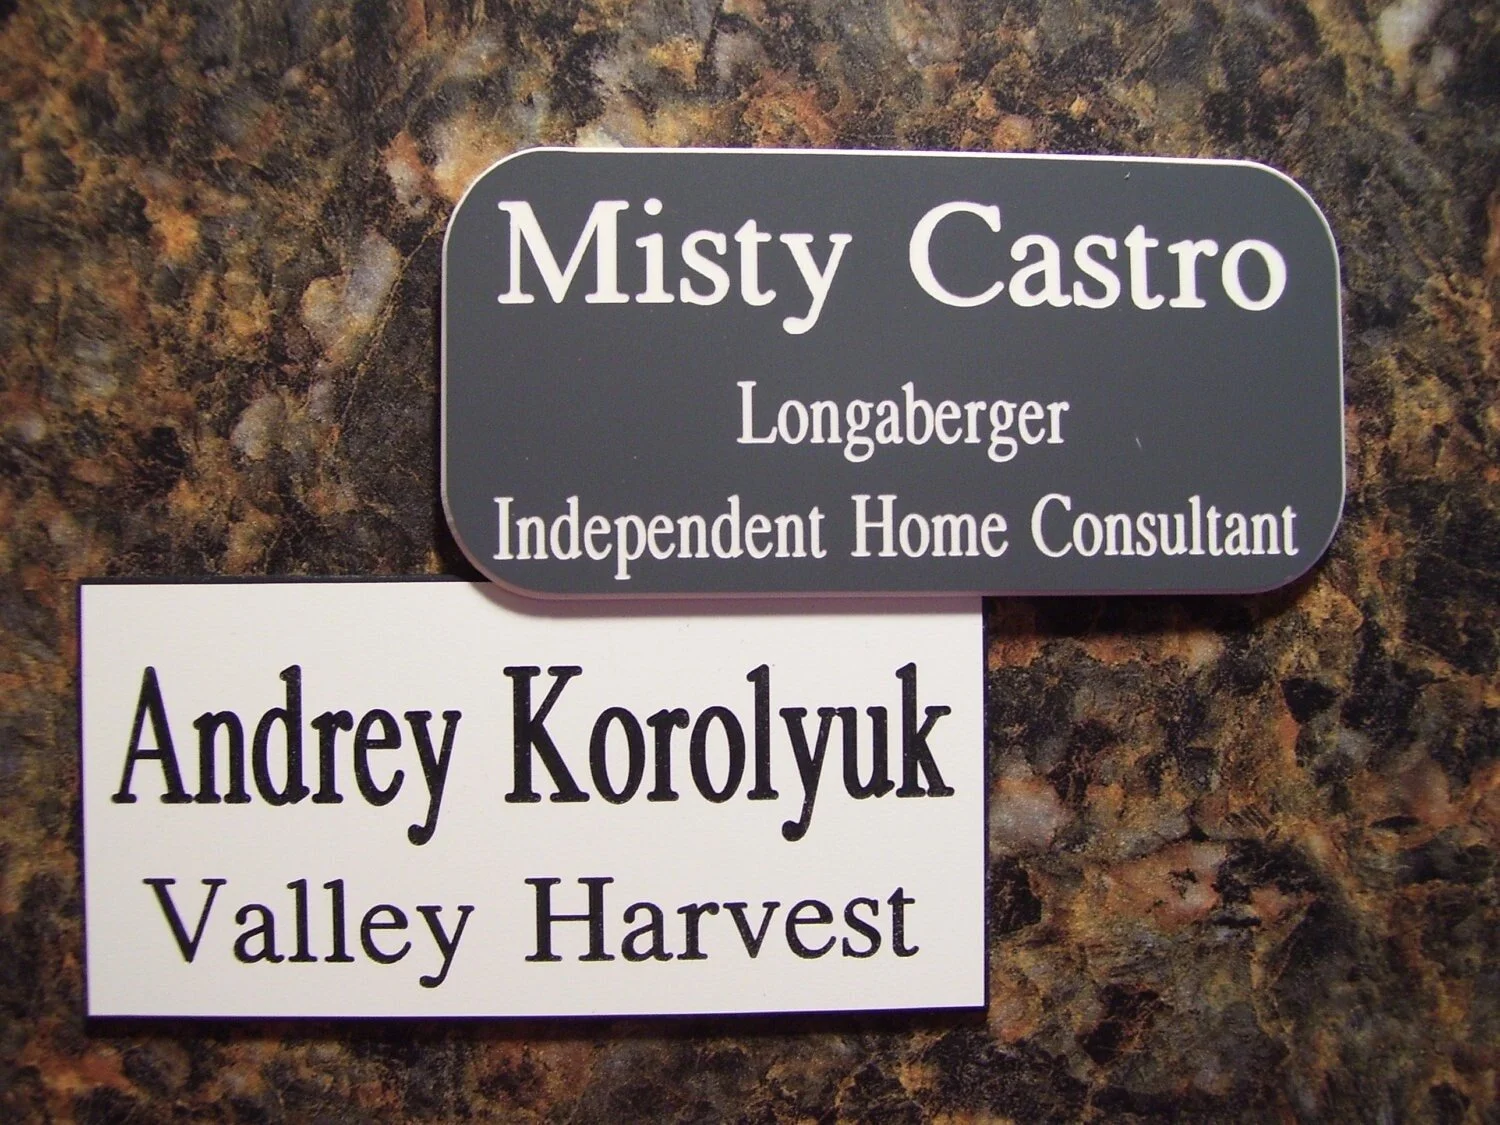 Misty Castro
Longaberger
Independent Home Consultant
Andrey Korolyuk
Valley Harvest